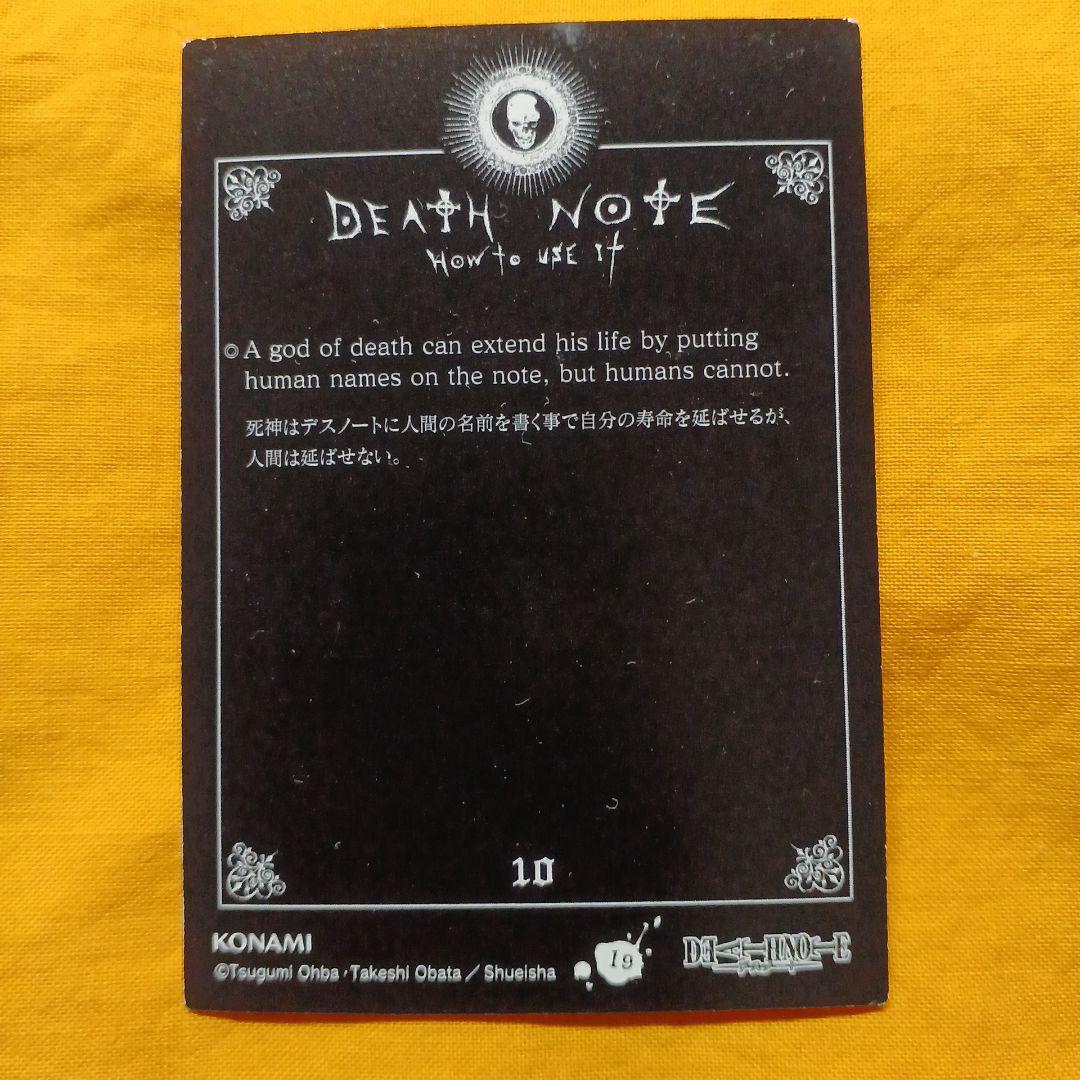 DEATH NOTE
HOW TO USE IT
◎A god of death can extend his life by putting
human names on the note, but humans cannot.
死神はデスノートに人間の名前を書く事で自分の寿命を延ばせるが、
人間は延ばせない。
10
KONAMI
©Tsugumi Ohba・Takeshi Obata／Shueisha
19
DEATH NOTE